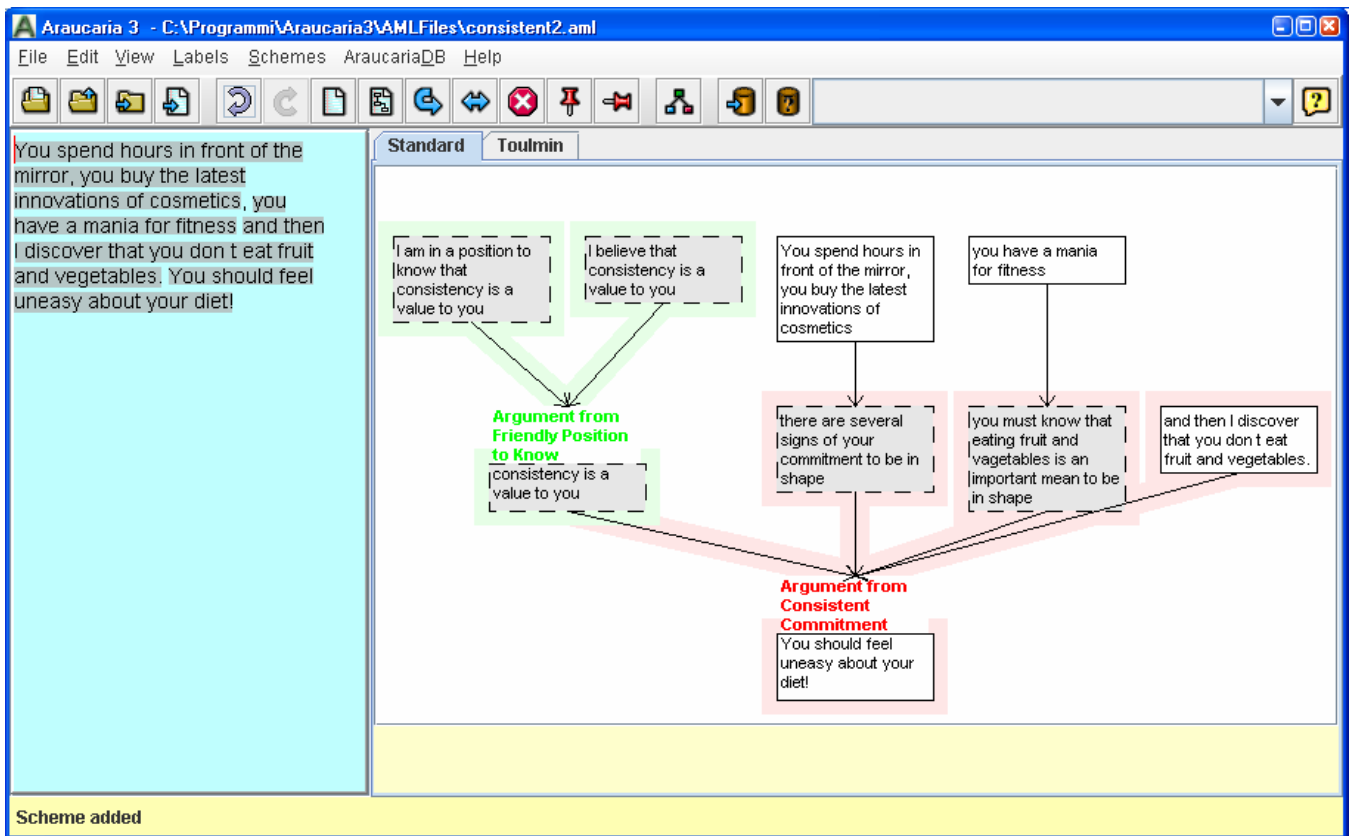 Araucaria 3 - C:\Programmi\Araucaria3\AMLFiles\consistent2.aml
File Edit View Labels Schemes AraucariaDB Help
You spend hours in front of the
mirror, you buy the latest
innovations of cosmetics, you
have a mania for fitness and then
I discover that you don t eat fruit
and vegetables. You should feel
uneasy about your diet!
Standard Toulmin
I am in a position to
know that
consistency is a
value to you
I believe that
consistency is a
value to you
You spend hours in
front of the mirror,
you buy the latest
innovations of
cosmetics
you have a mania
for fitness
Argument from
Friendly Position
to Know
consistency is a
value to you
there are several
signs of your
commitment to be in
shape
you must know that
eating fruit and
vagetables is an
important mean to be
in shape
and then I discover
that you don t eat
fruit and vegetables.
Argument from
Consistent
Commitment
You should feel
uneasy about your
diet!
Scheme added